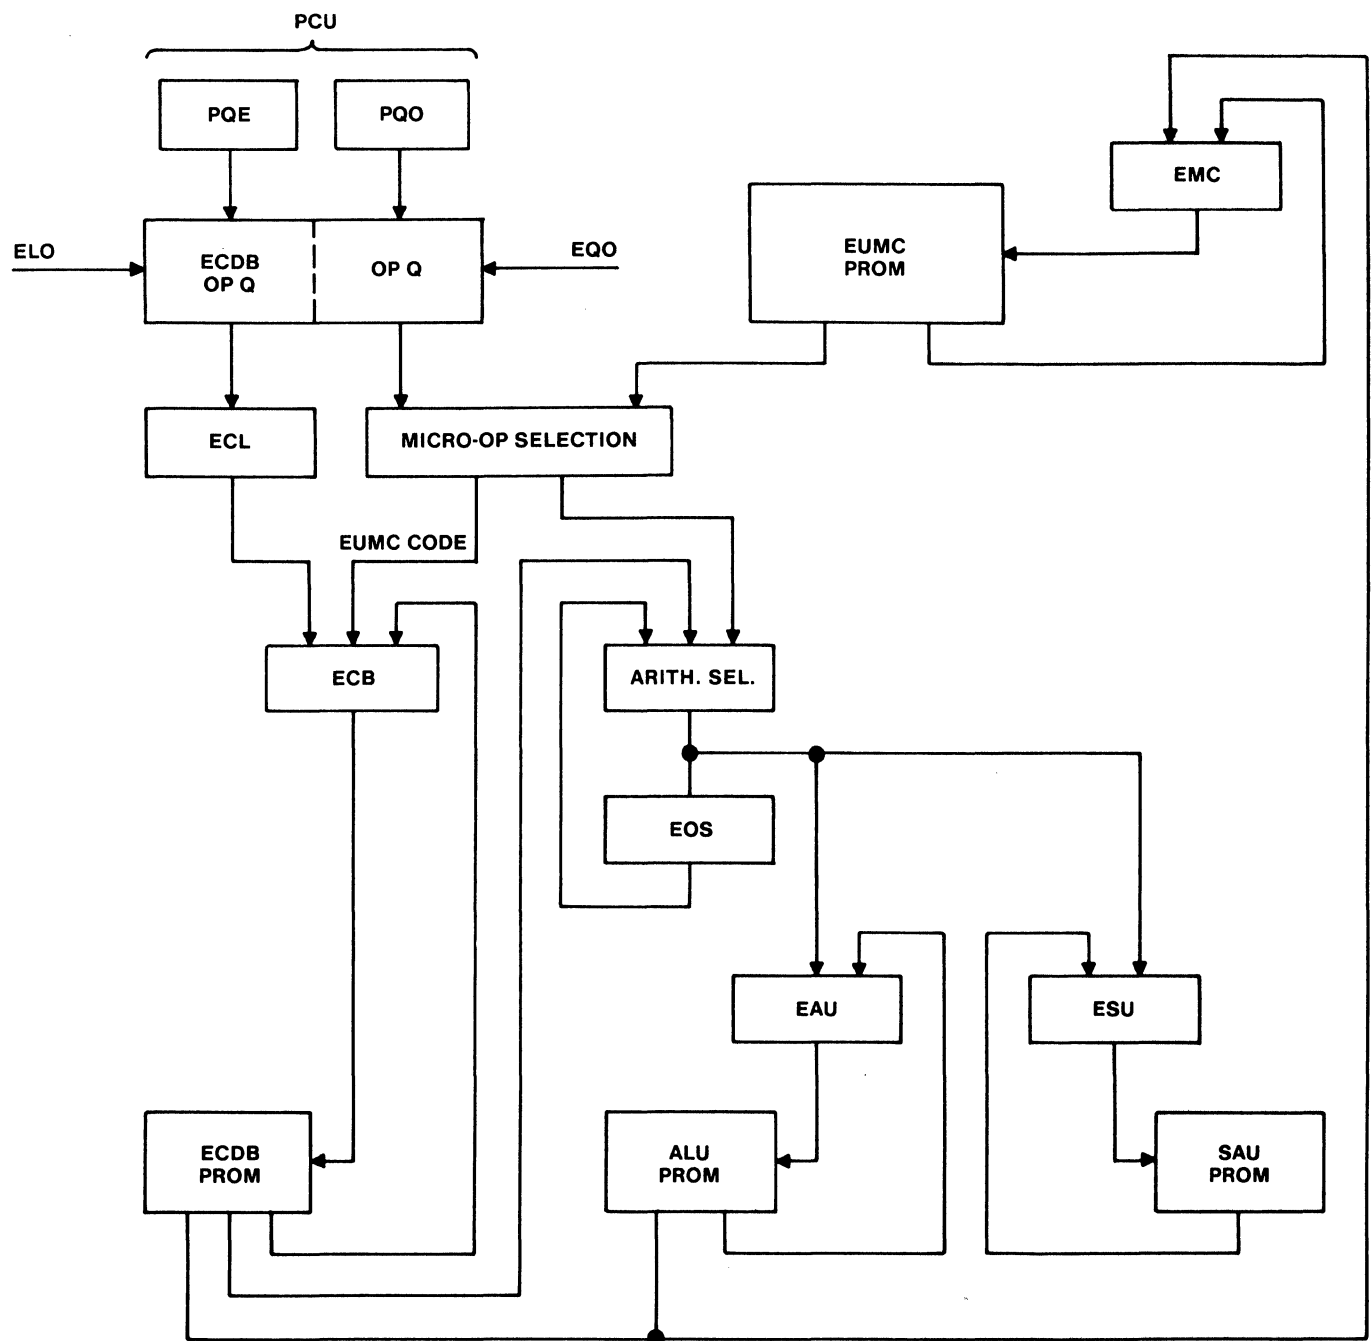 PCU
PQE
PQO
EMC
EUMC
PROM
ELO
ECDB
OP Q
OP Q
EQO
ECL
MICRO-OP SELECTION
EUMC CODE
ECB
ARITH. SEL.
EOS
EAU
ESU
ECDB
PROM
ALU
PROM
SAU
PROM